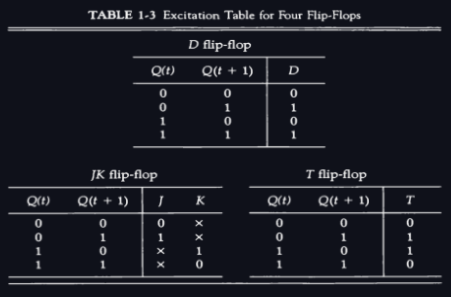 TABLE 1-3 Excitation Table for Four Flip-Flops
D flip-flop
Q(t) Q(t + 1) D
0 0 0
0 1 1
1 0 0
1 1 1
JK flip-flop
Q(t) Q(t + 1) J K
0 0 0 ×
0 1 1 ×
1 0 × 1
1 1 × 0
T flip-flop
Q(t) Q(t + 1) T
0 0 0
0 1 1
1 0 1
1 1 0